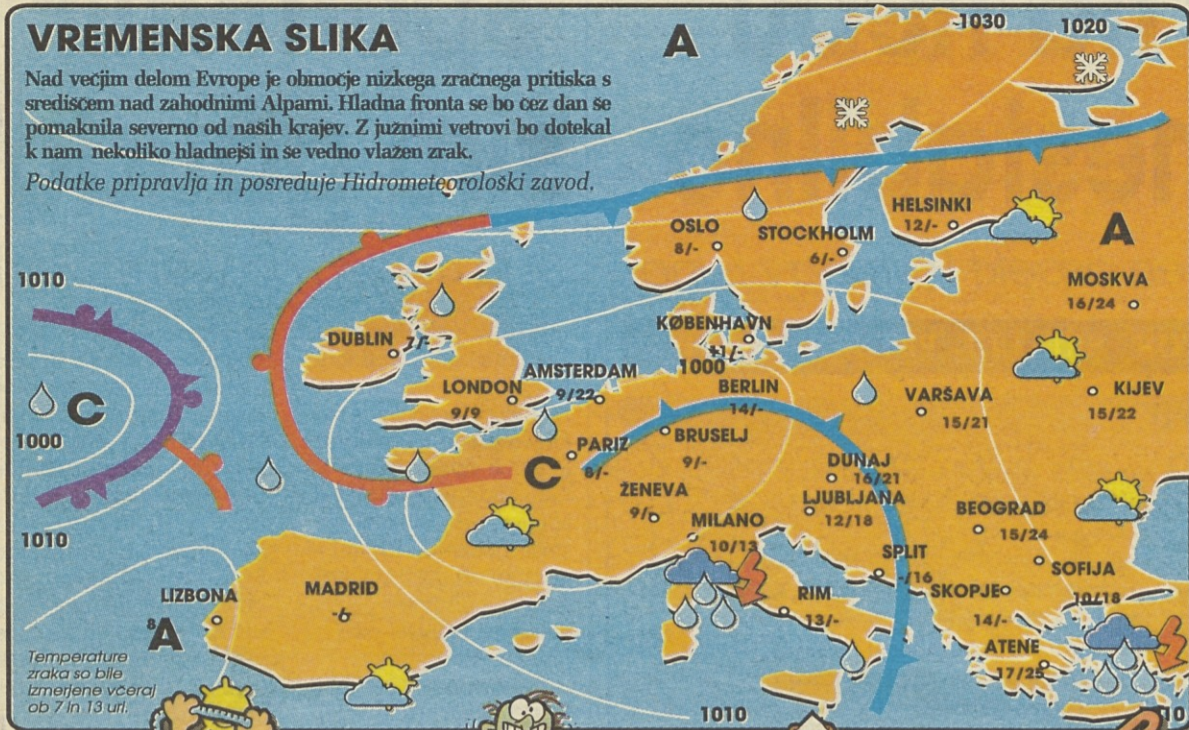 VREMENSKA SLIKA
Nad večjim delom Evrope je območje nizkega zračnega pritiska s
središčem nad zahodnimi Alpami. Hladna fronta se bo čez dan še
pomaknila severno od naših krajev. Z južnimi vetrovi bo dotekal
k nam nekoliko hladnejši in še vedno vlažen zrak.
Podatke pripravlja in posreduje Hidrometeorološki zavod.
A
1030
1020
OSLO
8/-
STOCKHOLM
6/-
HELSINKI
12/-
A
MOSKVA
16/24
1010
DUBLIN
KØBENHAVN
1000
LONDON
9/9
AMSTERDAM
9/22
BERLIN
14/-
VARŠAVA
15/21
KIJEV
15/22
C
1000
1010
PARIZ
8/-
C
BRUSELJ
9/-
ŽENEVA
9/-
DUNAJ
16/21
LJUBLJANA
12/18
MILANO
10/13
BEOGRAD
15/24
SPLIT
-/16
SOFIJA
10/18
SKOPJE
14/-
LIZBONA
8
A
MADRID
-6
RIM
13/-
ATENE
17/25
Temperature
zraka so bile
izmerjene včeraj
ob 7 in 13 uri.
1010